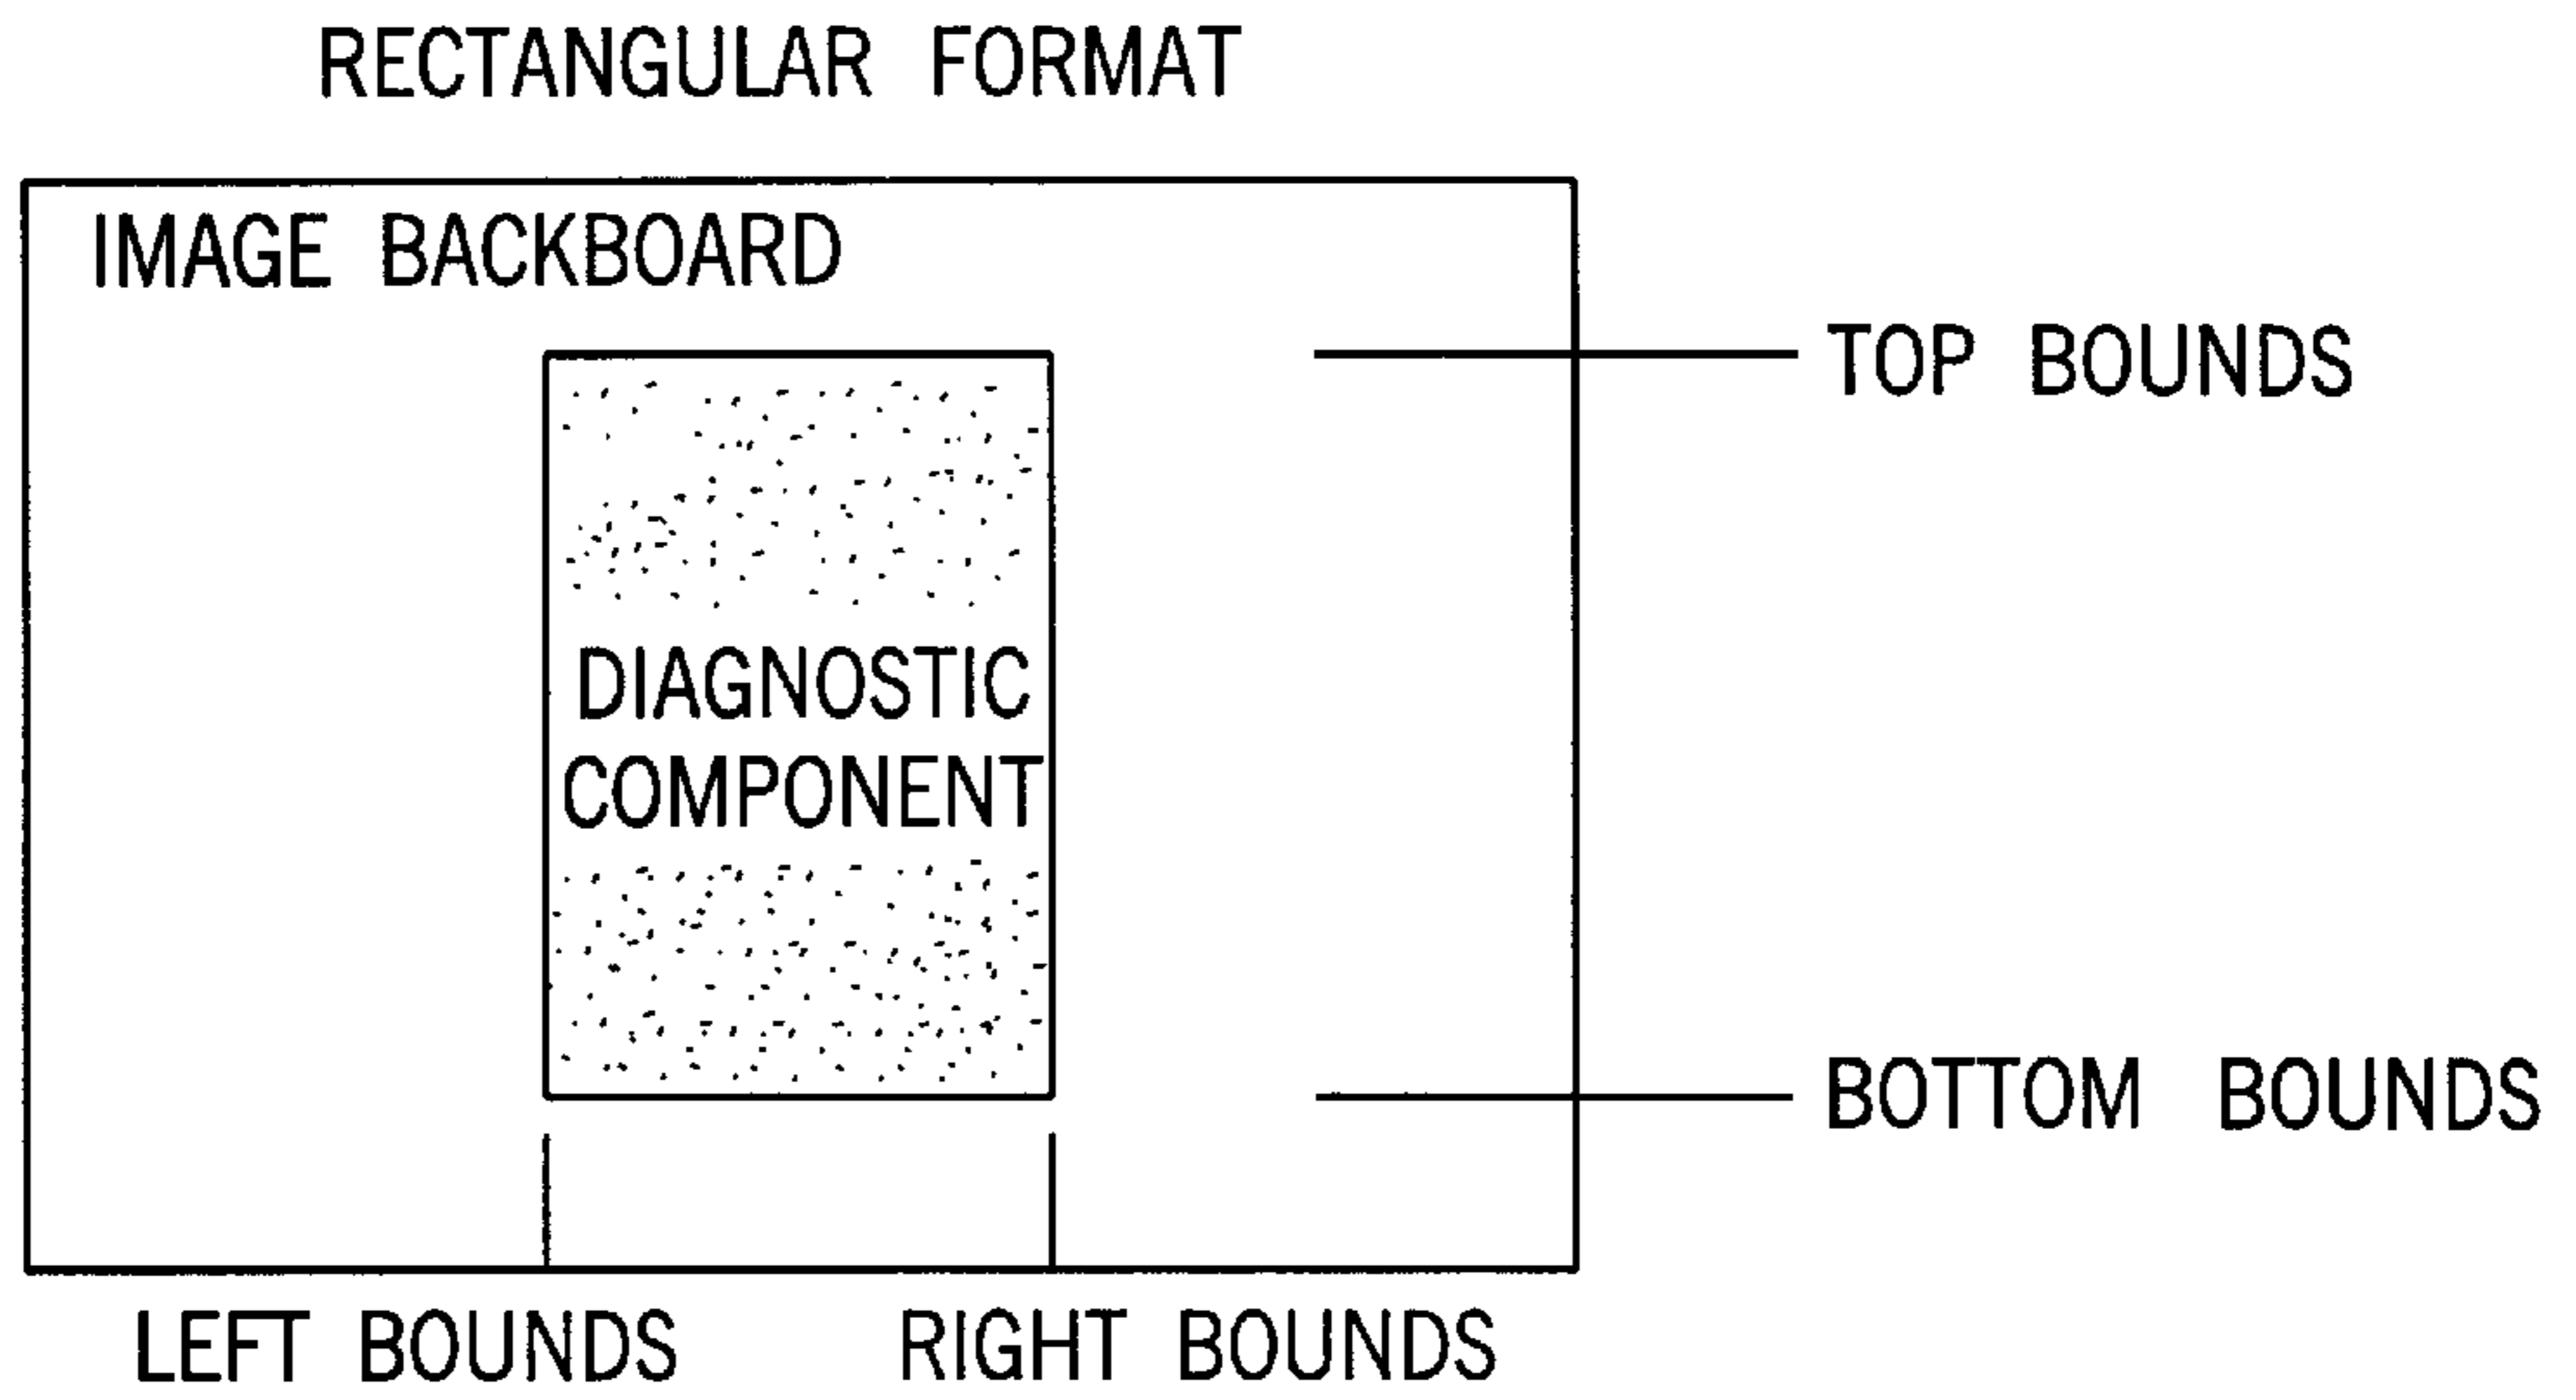 RECTANGULAR FORMAT
IMAGE BACKBOARD
TOP BOUNDS
DIAGNOSTIC
COMPONENT
BOTTOM BOUNDS
LEFT BOUNDS RIGHT BOUNDS